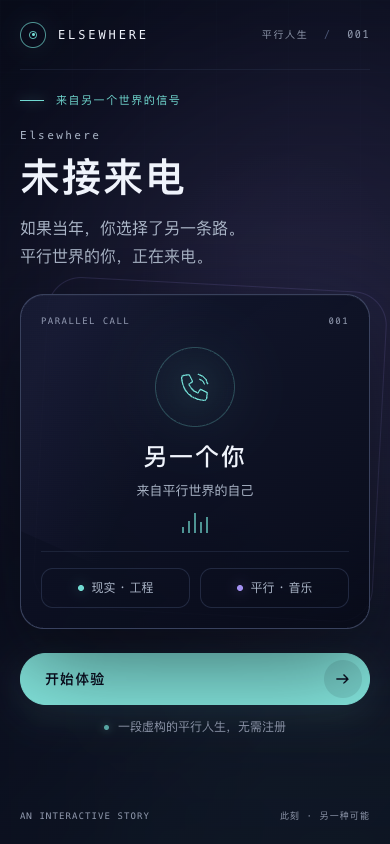 ELSEWHERE
平行人生 / 001
来自另一个世界的信号
Elsewhere
未接来电
如果当年，你选择了另一条路。
平行世界的你，正在来电。
PARALLEL CALL 001
另一个你
来自平行世界的自己
现实 · 工程
平行 · 音乐
开始体验
一段虚构的平行人生，无需注册
AN INTERACTIVE STORY
此刻 · 另一种可能